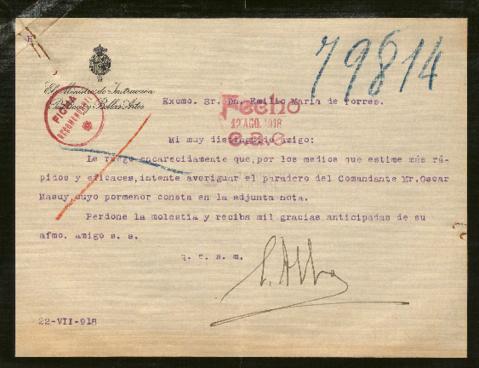 79814
El Ministro de Instrucción
Pública y Bellas Artes
Excmo. Sr. Dn. Emilio María de Torres.
Fecho
12 AGO. 1918
Mi muy distinguido amigo:
Le ruego encarecidamente que, por los medios que estime más rá-
pidos y eficaces, intente averiguar el paradero del Comandante Mr. Oscar
Masuy cuyo pormenor consta en la adjunta nota.
Perdone la molestia y reciba mil gracias anticipadas de su
afmo. amigo s. s.
q. e. s. m.
S. Alba
22-VII-918